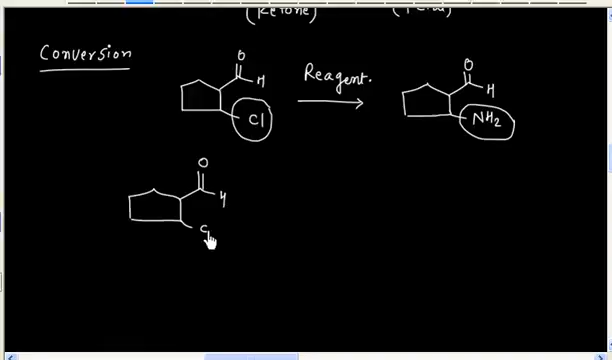 (Ketone)
Conversion
O
H
Cl
Reagent.
O
H
NH2
O
H
C